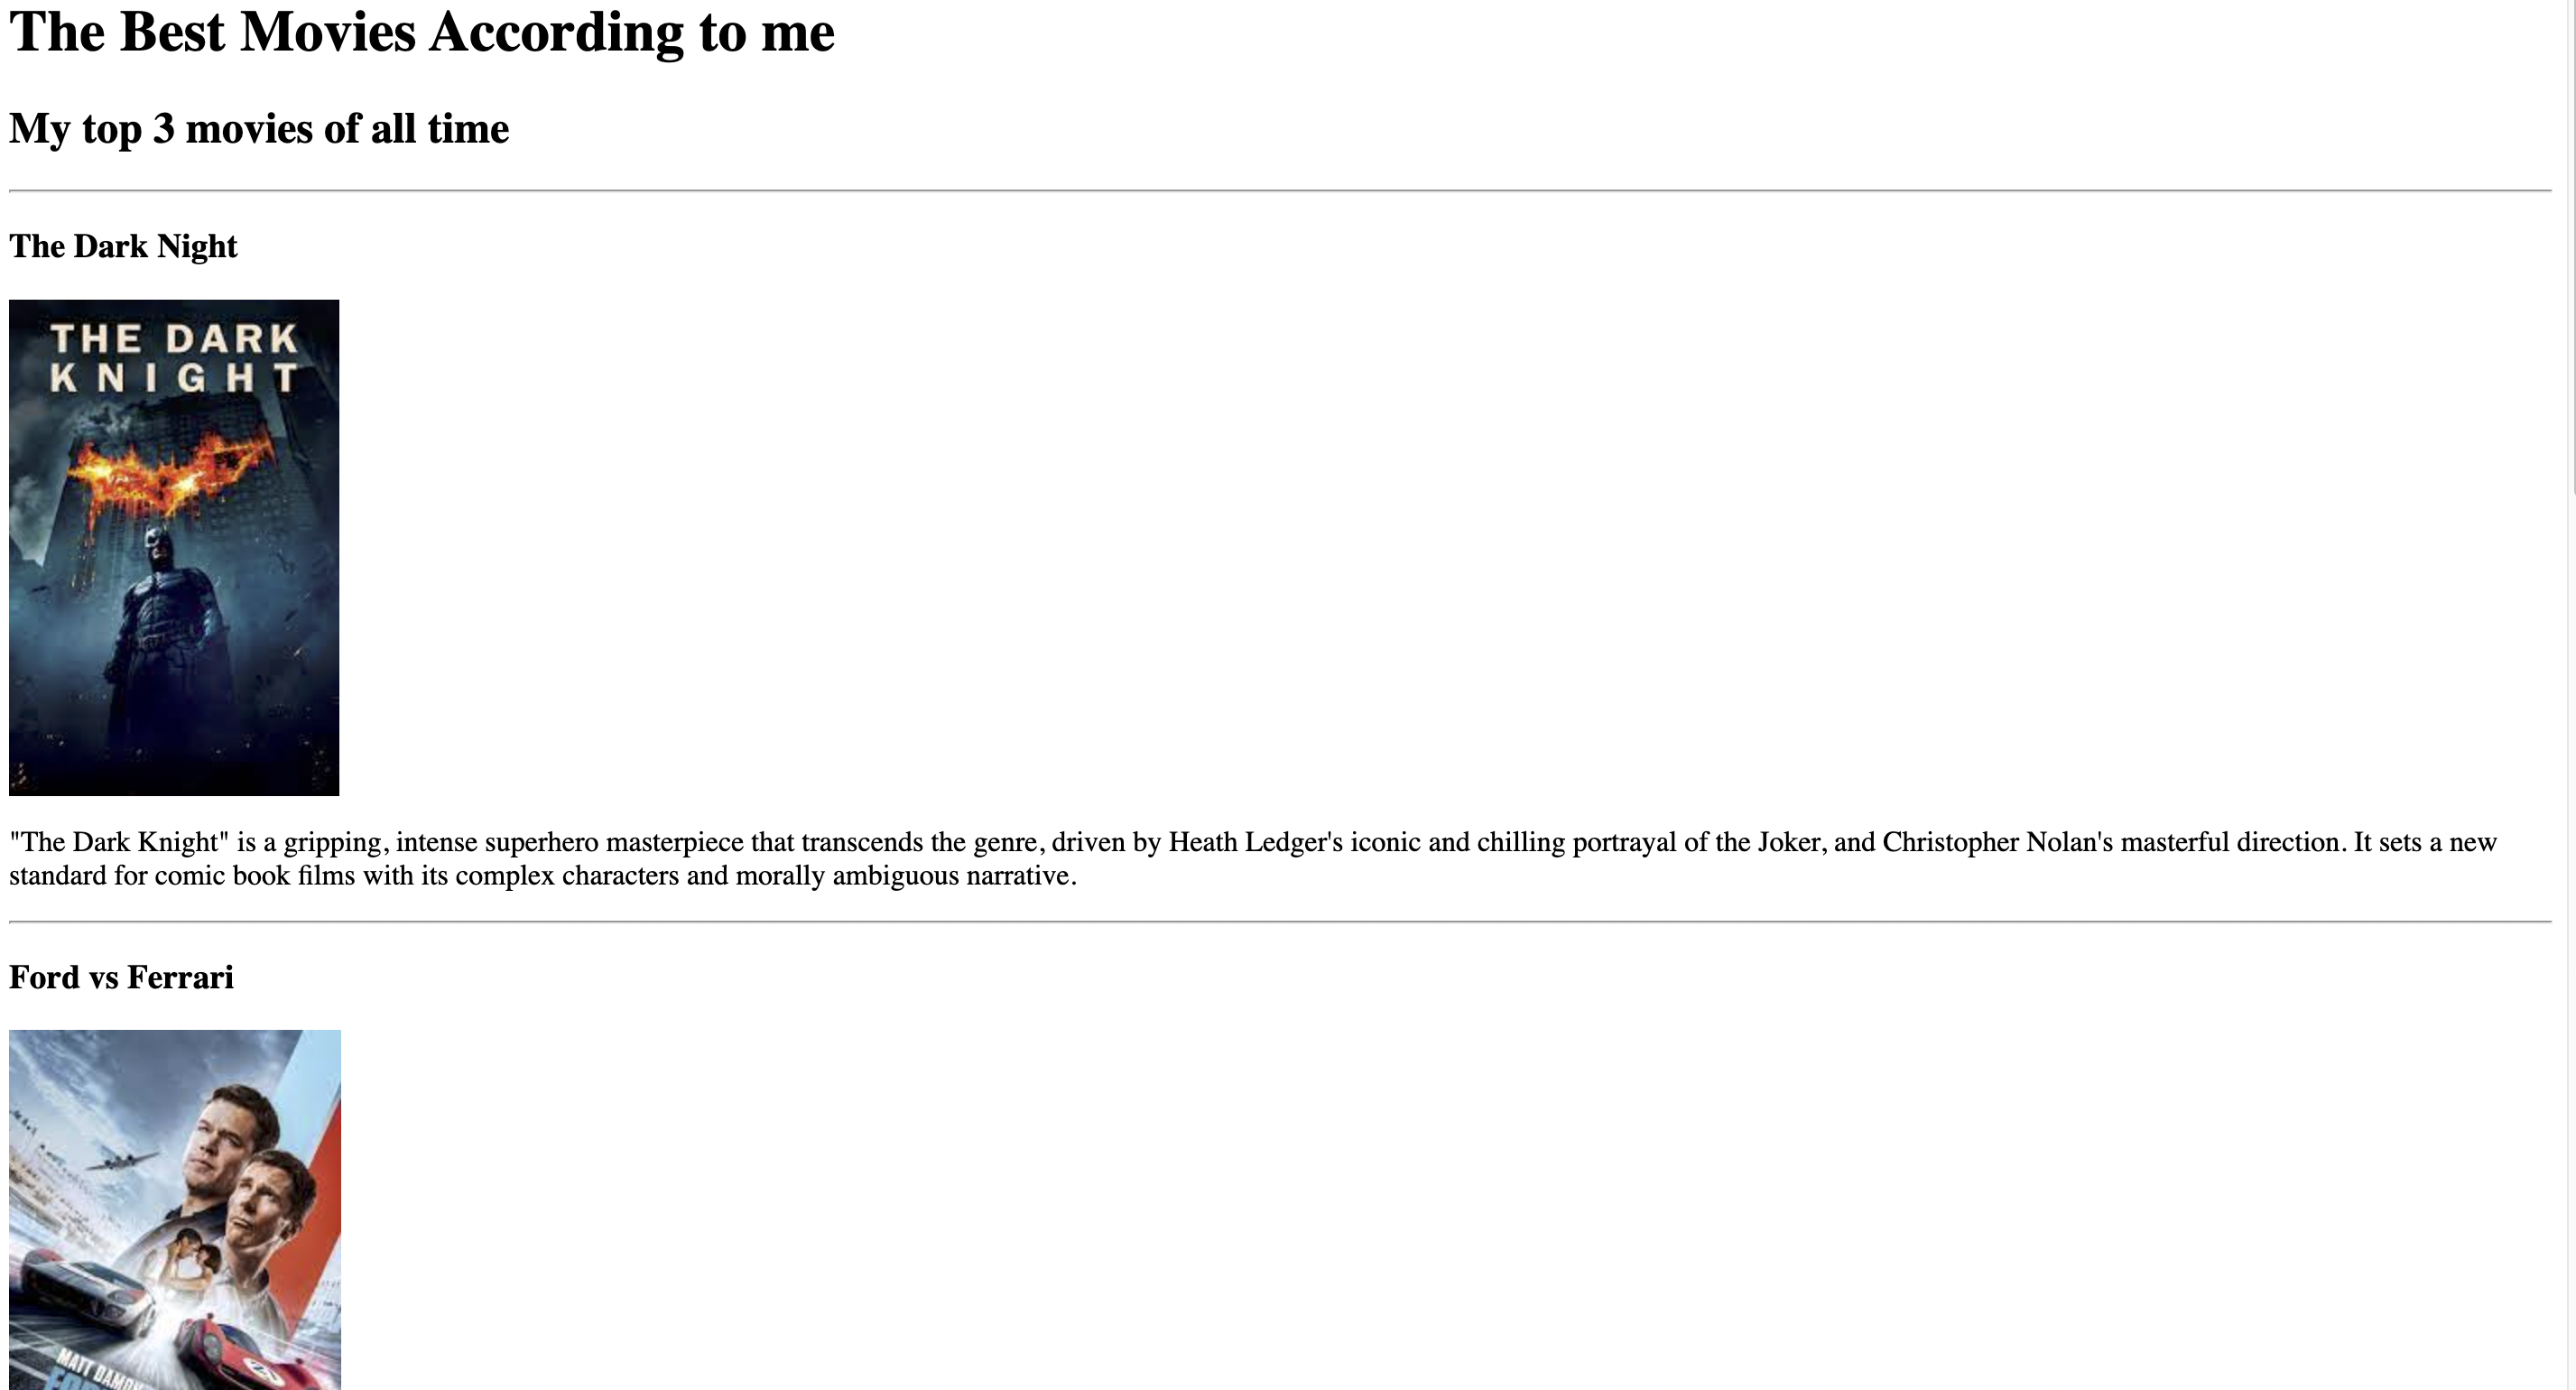 The Best Movies According to me
My top 3 movies of all time
The Dark Night
THE DARK
KNIGHT
"The Dark Knight" is a gripping, intense superhero masterpiece that transcends the genre, driven by Heath Ledger's iconic and chilling portrayal of the Joker, and Christopher Nolan's masterful direction. It sets a new
standard for comic book films with its complex characters and morally ambiguous narrative.
Ford vs Ferrari
MATT